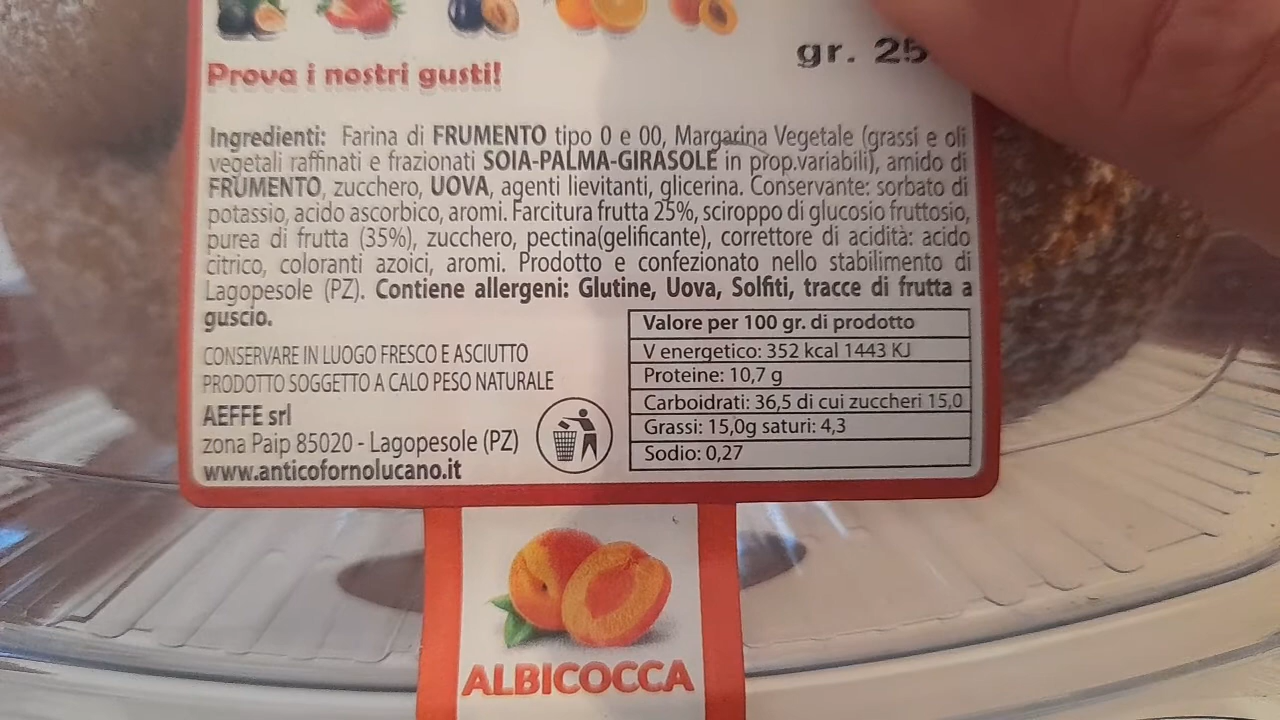 gr. 25
Prova i nostri gusti!
Ingredienti: Farina di FRUMENTO tipo 0 e 00, Margarina Vegetale (grassi e oli
vegetali raffinati e frazionati SOIA-PALMA-GIRASOLE in prop.variabili), amido di
FRUMENTO, zucchero, UOVA, agenti lievitanti, glicerina. Conservante: sorbato di
potassio, acido ascorbico, aromi. Farcitura frutta 25%, sciroppo di glucosio fruttosio,
purea di frutta (35%), zucchero, pectina(gelificante), correttore di acidità: acido
citrico, coloranti azoici, aromi. Prodotto e confezionato nello stabilimento di
Lagopesole (PZ). Contiene allergeni: Glutine, Uova, Solfiti, tracce di frutta a
guscio.
CONSERVARE IN LUOGO FRESCO E ASCIUTTO
PRODOTTO SOGGETTO A CALO PESO NATURALE
AEFFE srl
zona Paip 85020 - Lagopesole (PZ)
www.anticofornolucano.it
Valore per 100 gr. di prodotto
V energetico: 352 kcal 1443 KJ
Proteine: 10,7 g
Carboidrati: 36,5 di cui zuccheri 15,0
Grassi: 15,0g saturi: 4,3
Sodio: 0,27
ALBICOCCA